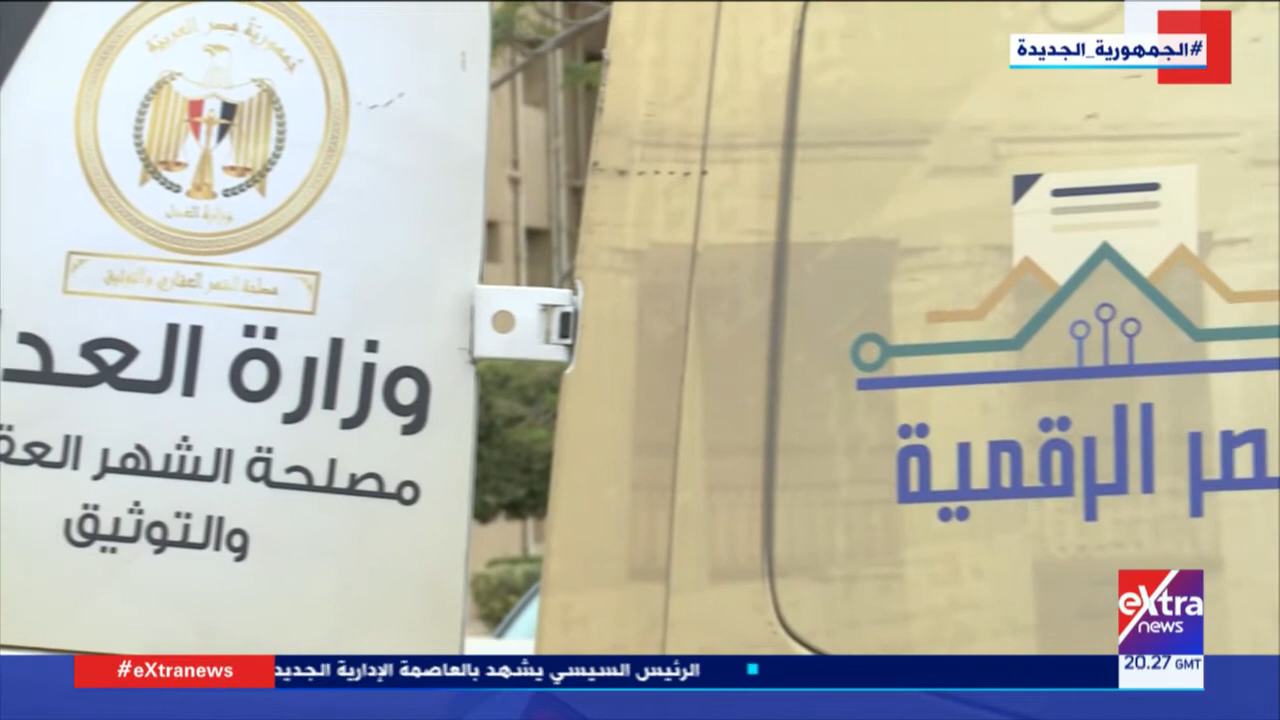 #الجمهورية_الجديدة
جمهورية مصر العربية
وزارة العدل
مصلحة الشهر العقاري والتوثيق
وزارة العد
مصلحة الشهر العق
والتوثيق
صر الرقمية
eXtra
news
20.27 GMT
#eXtranews
الرئيس السيسي يشهد بالعاصمة الإدارية الجديد